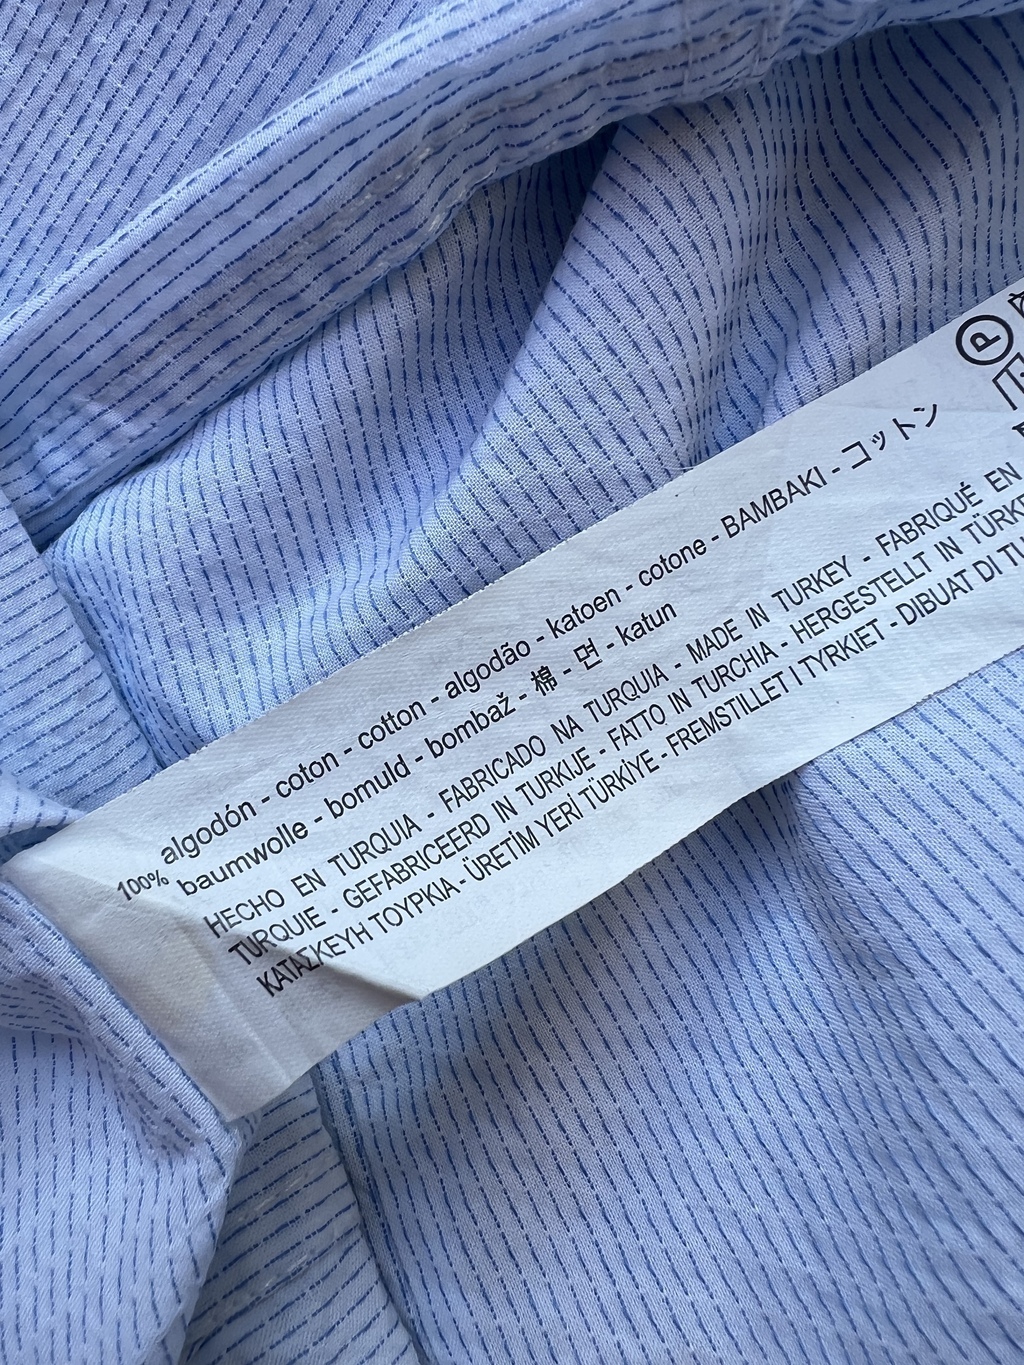 100% algodón - coton - cotton - algodão - katoen - cotone - BAMBAKI - コットン
baumwolle - bomuld - bombaž - 棉 - 면 - katun
HECHO EN TURQUIA - FABRICADO NA TURQUIA - MADE IN TURKEY - FABRIQUÉ EN
TURQUIE - GEFABRICEERD IN TURKIJE - FATTO IN TURCHIA - HERGESTELLT IN
ΚΑΤΑΣΚΕΥΗ ΤΟΥΡΚΙΑ - ÜRETİM YERİ TÜRKİYE - FREMSTILLET I TYRKIET - DIBUAT DI
P